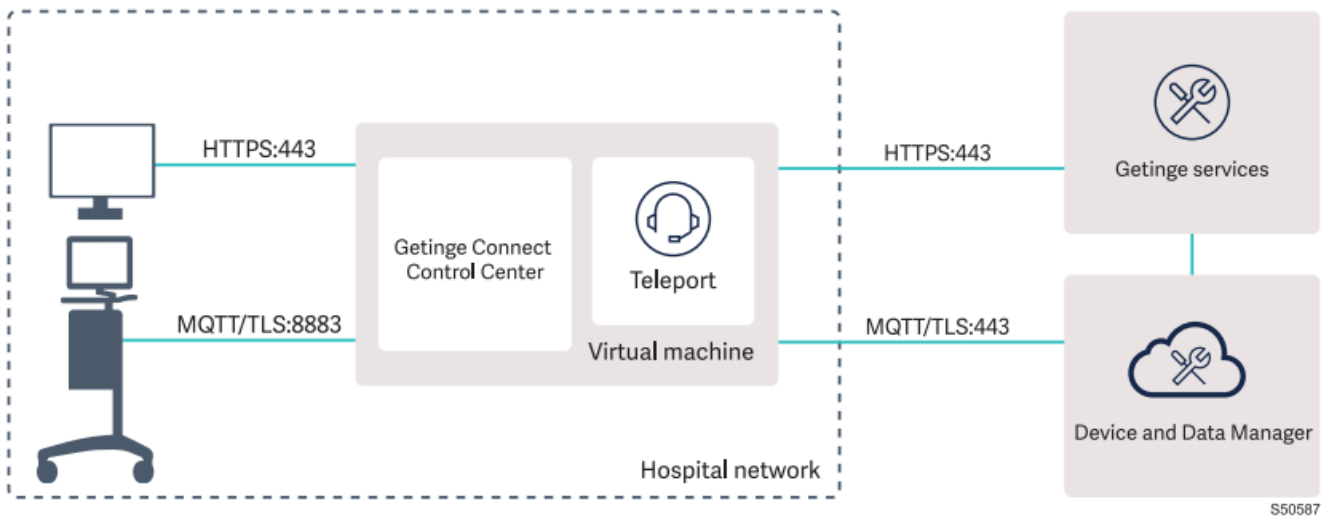 HTTPS:443
MQTT/TLS:8883
Getinge Connect
Control Center
Teleport
Virtual machine
Hospital network
HTTPS:443
MQTT/TLS:443
Getinge services
Device and Data Manager
S50587